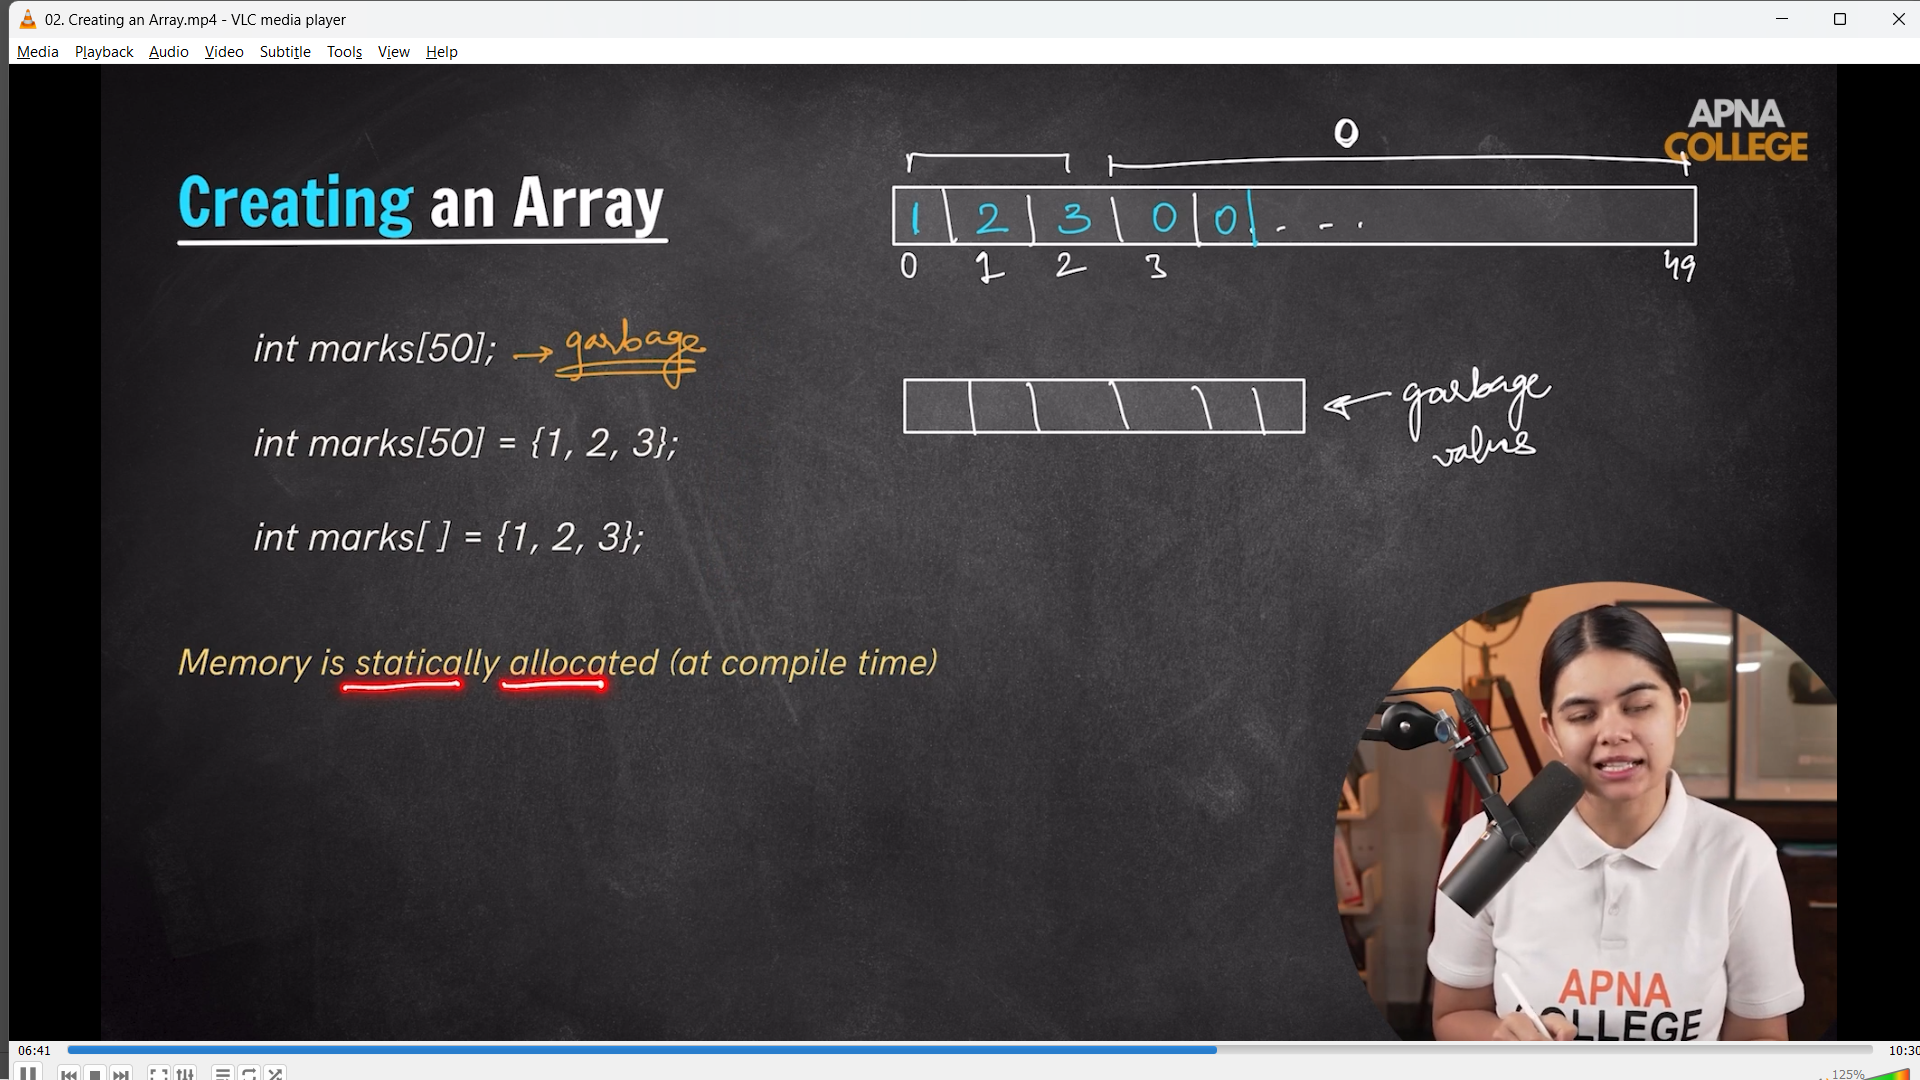 02. Creating an Array.mp4 - VLC media player
Media Playback Audio Video Subtitle Tools View Help
APNA
COLLEGE
0
Creating an Array
1 2 3 0 0 . - - .
0 1 2 3 49
int marks[50]; → garbage
← garbage
values
int marks[50] = {1, 2, 3};
int marks[ ] = {1, 2, 3};
Memory is statically allocated (at compile time)
APNA
COLLEGE
06:41 10:30
125%